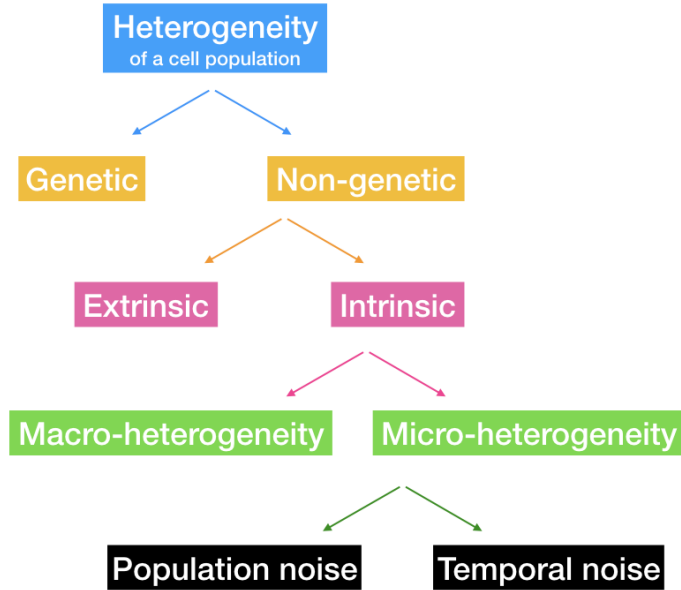 Heterogeneity
of a cell population
Genetic
Non-genetic
Extrinsic
Intrinsic
Macro-heterogeneity
Micro-heterogeneity
Population noise
Temporal noise